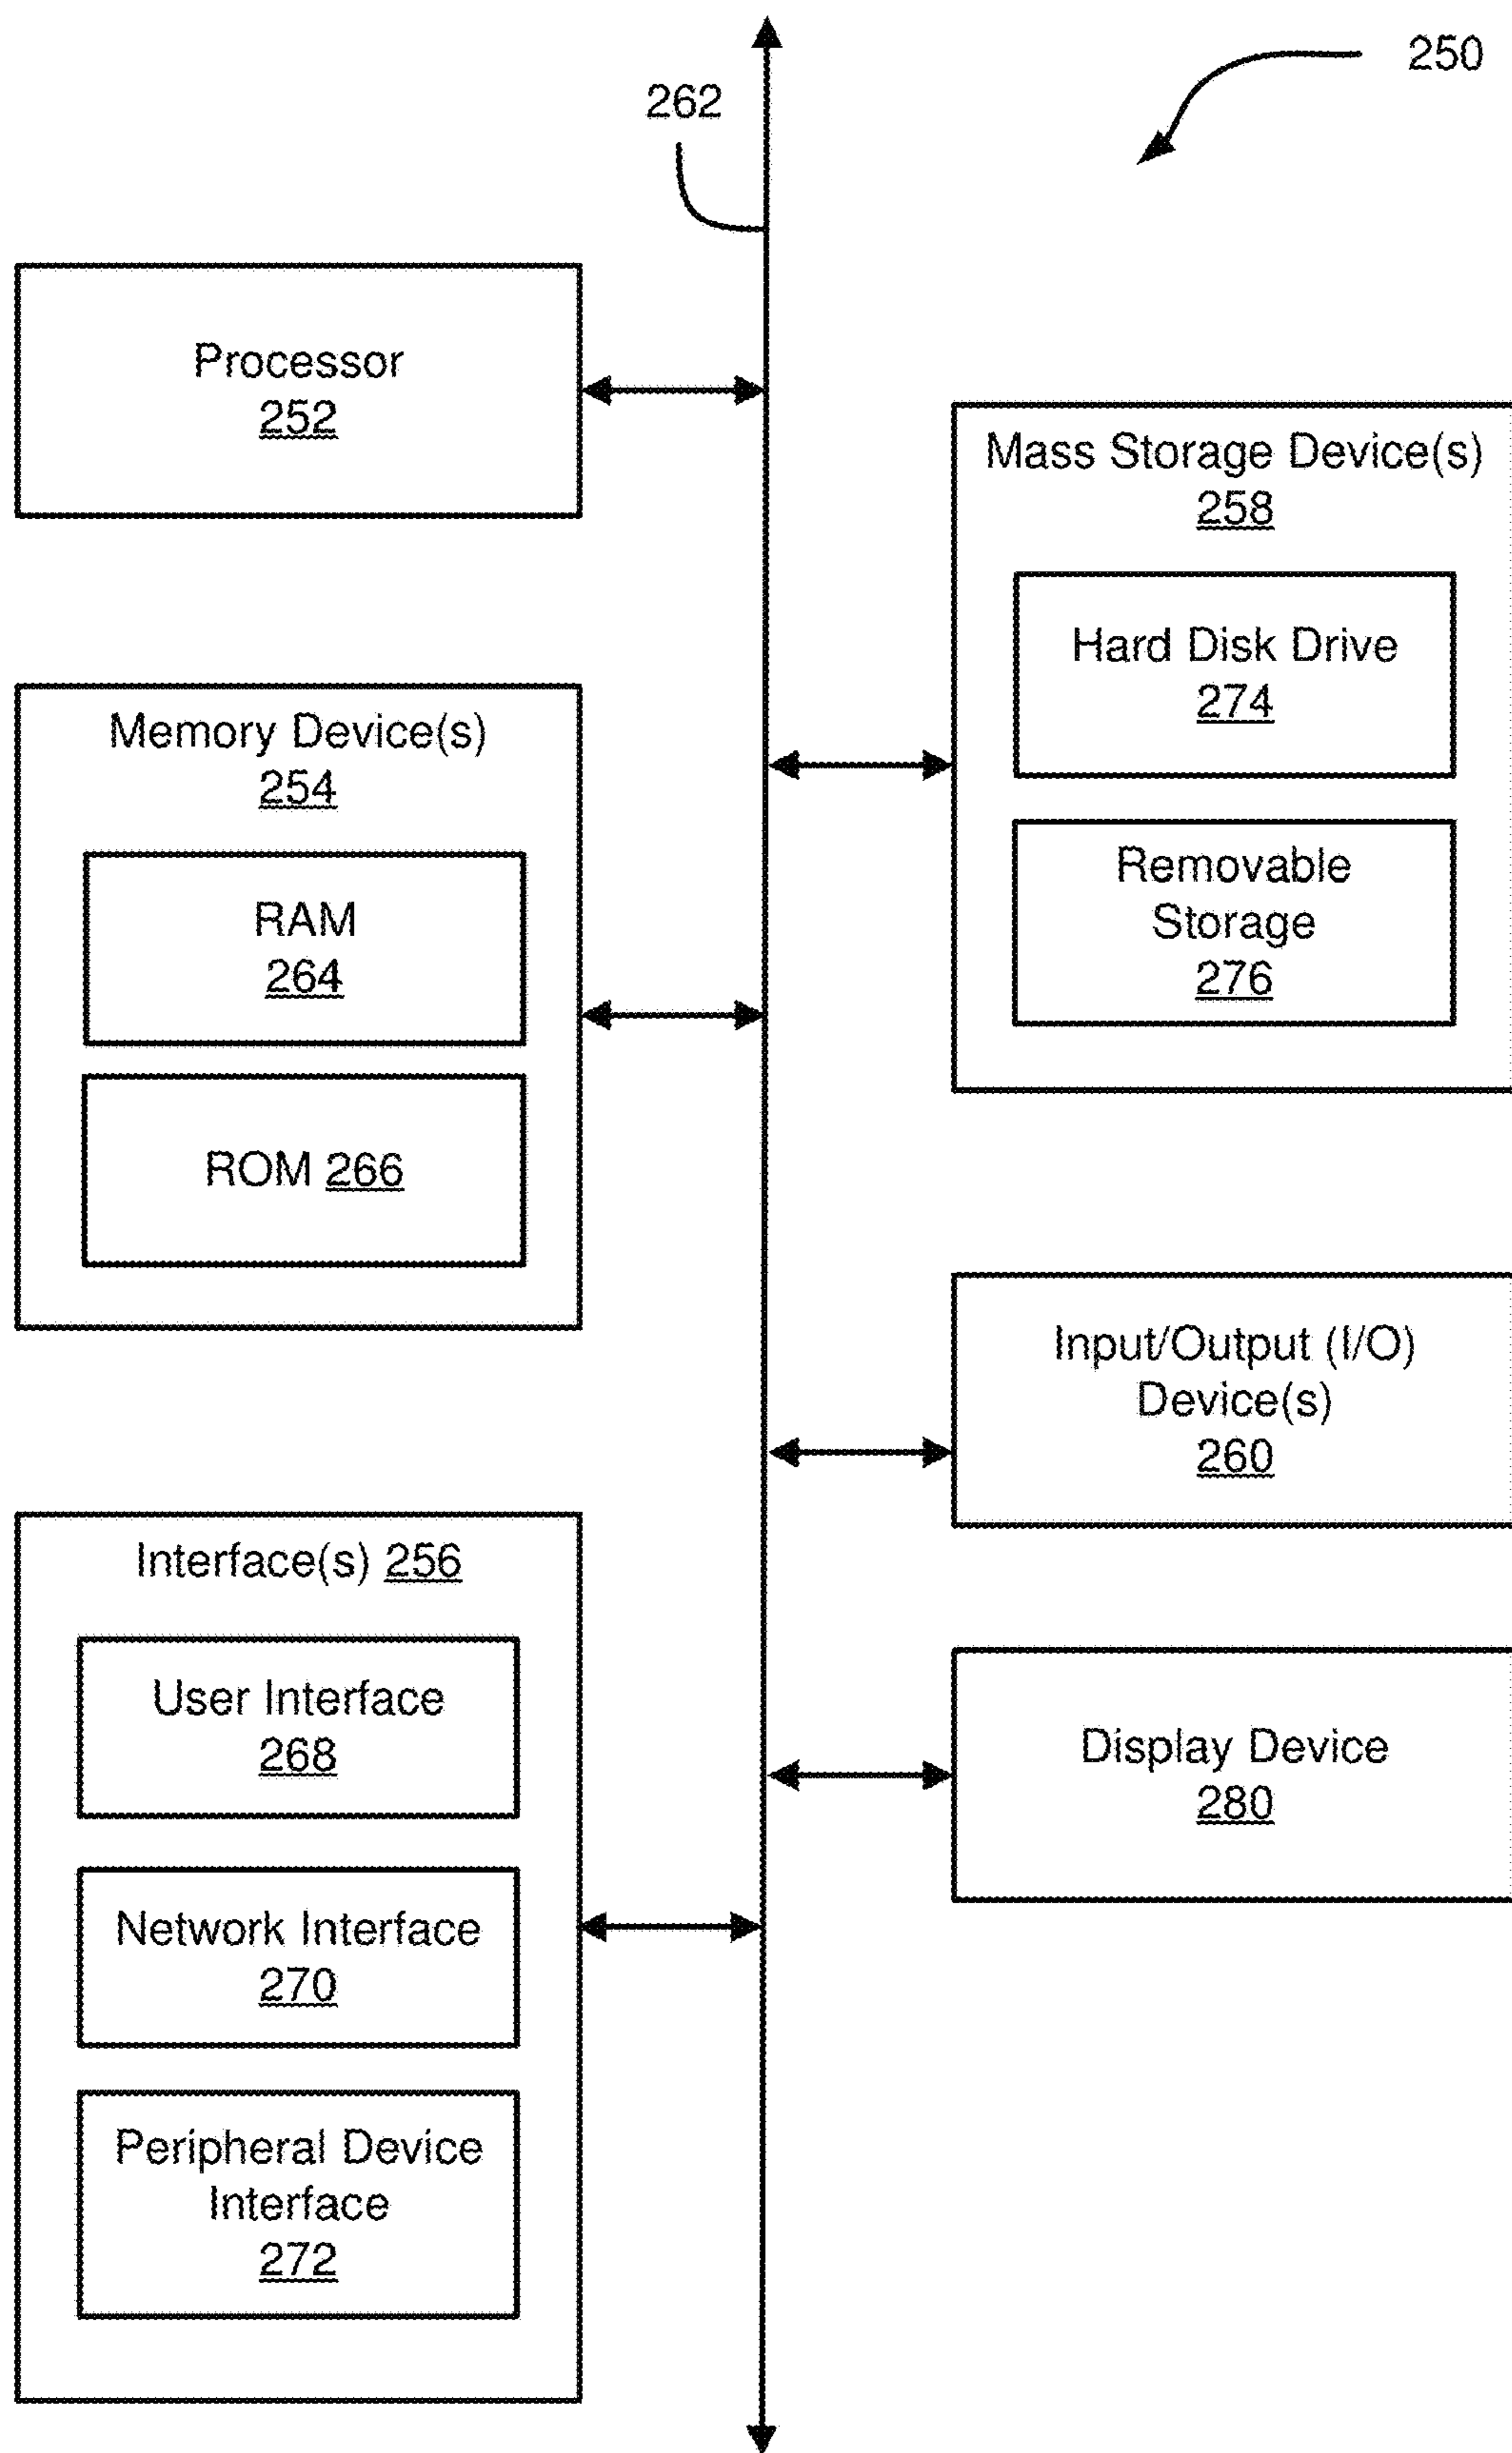 250
262
Processor
252
Mass Storage Device(s)
258
Hard Disk Drive
274
Removable
Storage
276
Memory Device(s)
254
RAM
264
ROM 266
Input/Output (I/O)
Device(s)
260
Interface(s) 256
User Interface
268
Network Interface
270
Peripheral Device
Interface
272
Display Device
280